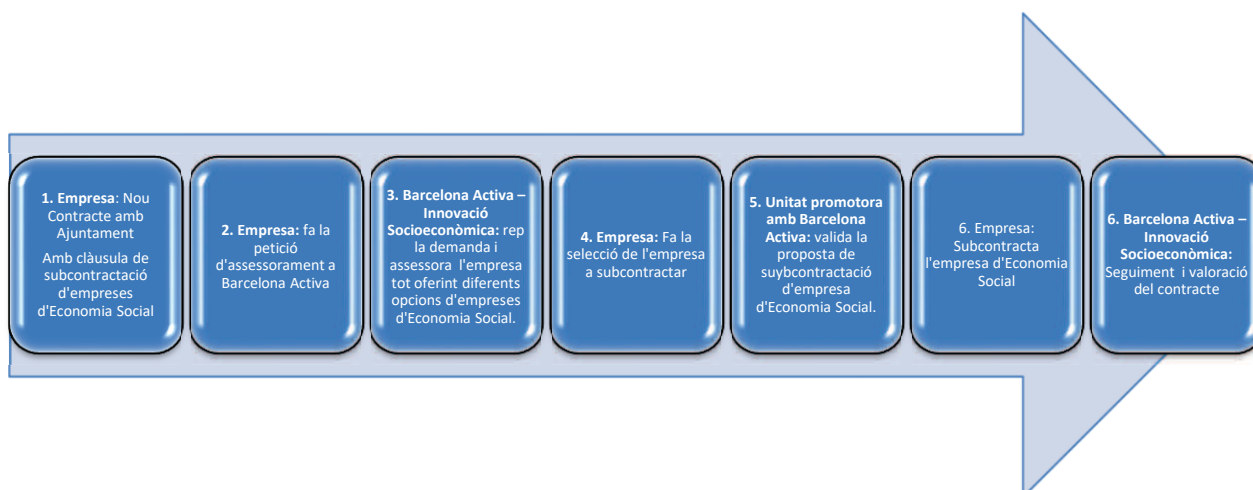 1. Empresa: Nou
Contracte amb
Ajuntament
Amb clàusula de
subcontractació
d'empreses
d'Economia Social
2. Empresa: fa la
petició
d'assessorament a
Barcelona Activa
3. Barcelona Activa –
Innovació
Socioeconòmica: rep
la demanda i
assessora l'empresa
tot oferint diferents
opcions d'empreses
d'Economia Social.
4. Empresa: Fa la
selecció de l'empresa
a subcontractar
5. Unitat promotora
amb Barcelona
Activa: valida la
proposta de
suybcontractació
d'empresa
d'Economia Social.
6. Empresa:
Subcontracta
l'empresa d'Economia
Social
6. Barcelona Activa –
Innovació
Socioeconòmica:
Seguiment i valoració
del contracte